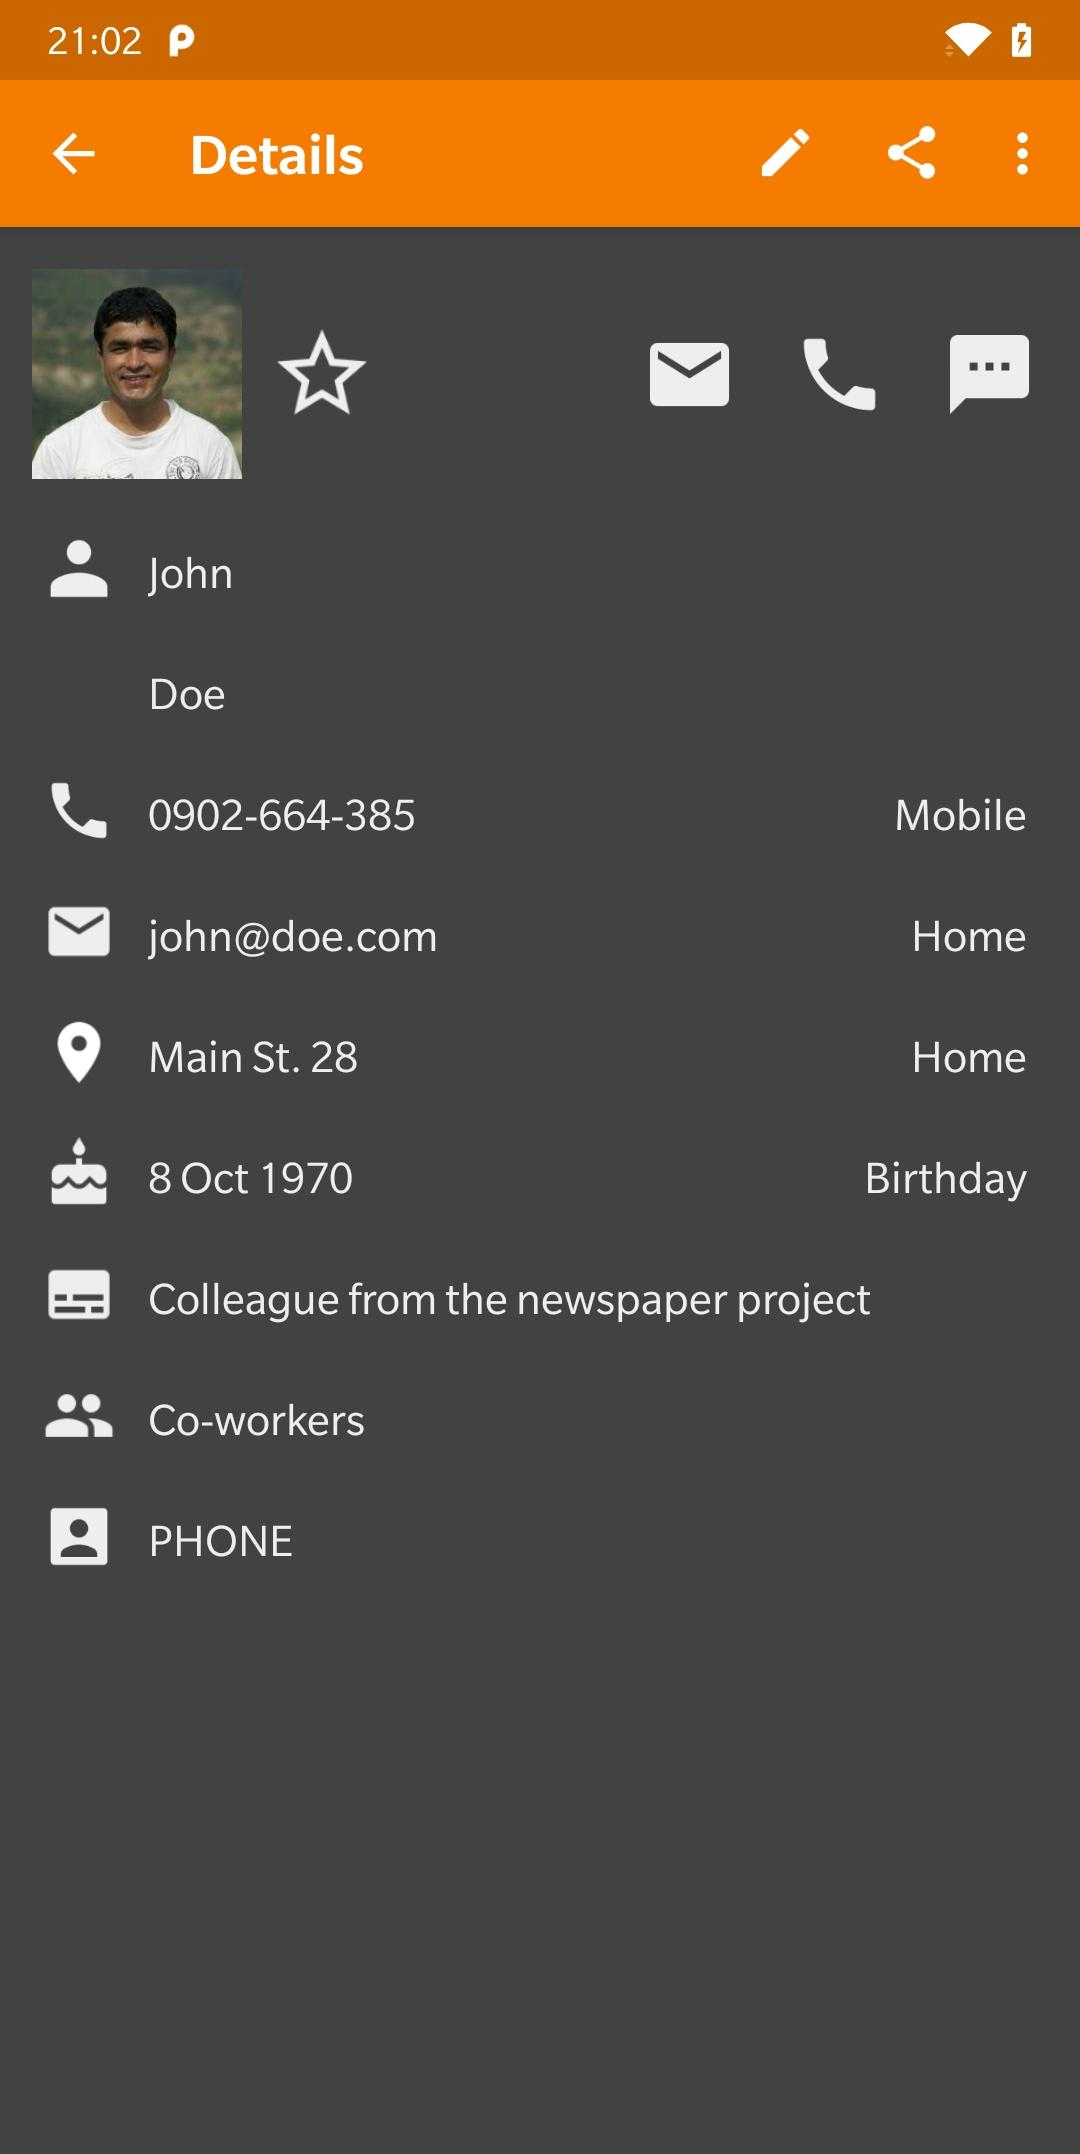 21:02
Details
John
Doe
0902-664-385 Mobile
john@doe.com Home
Main St. 28 Home
8 Oct 1970 Birthday
Colleague from the newspaper project
Co-workers
PHONE